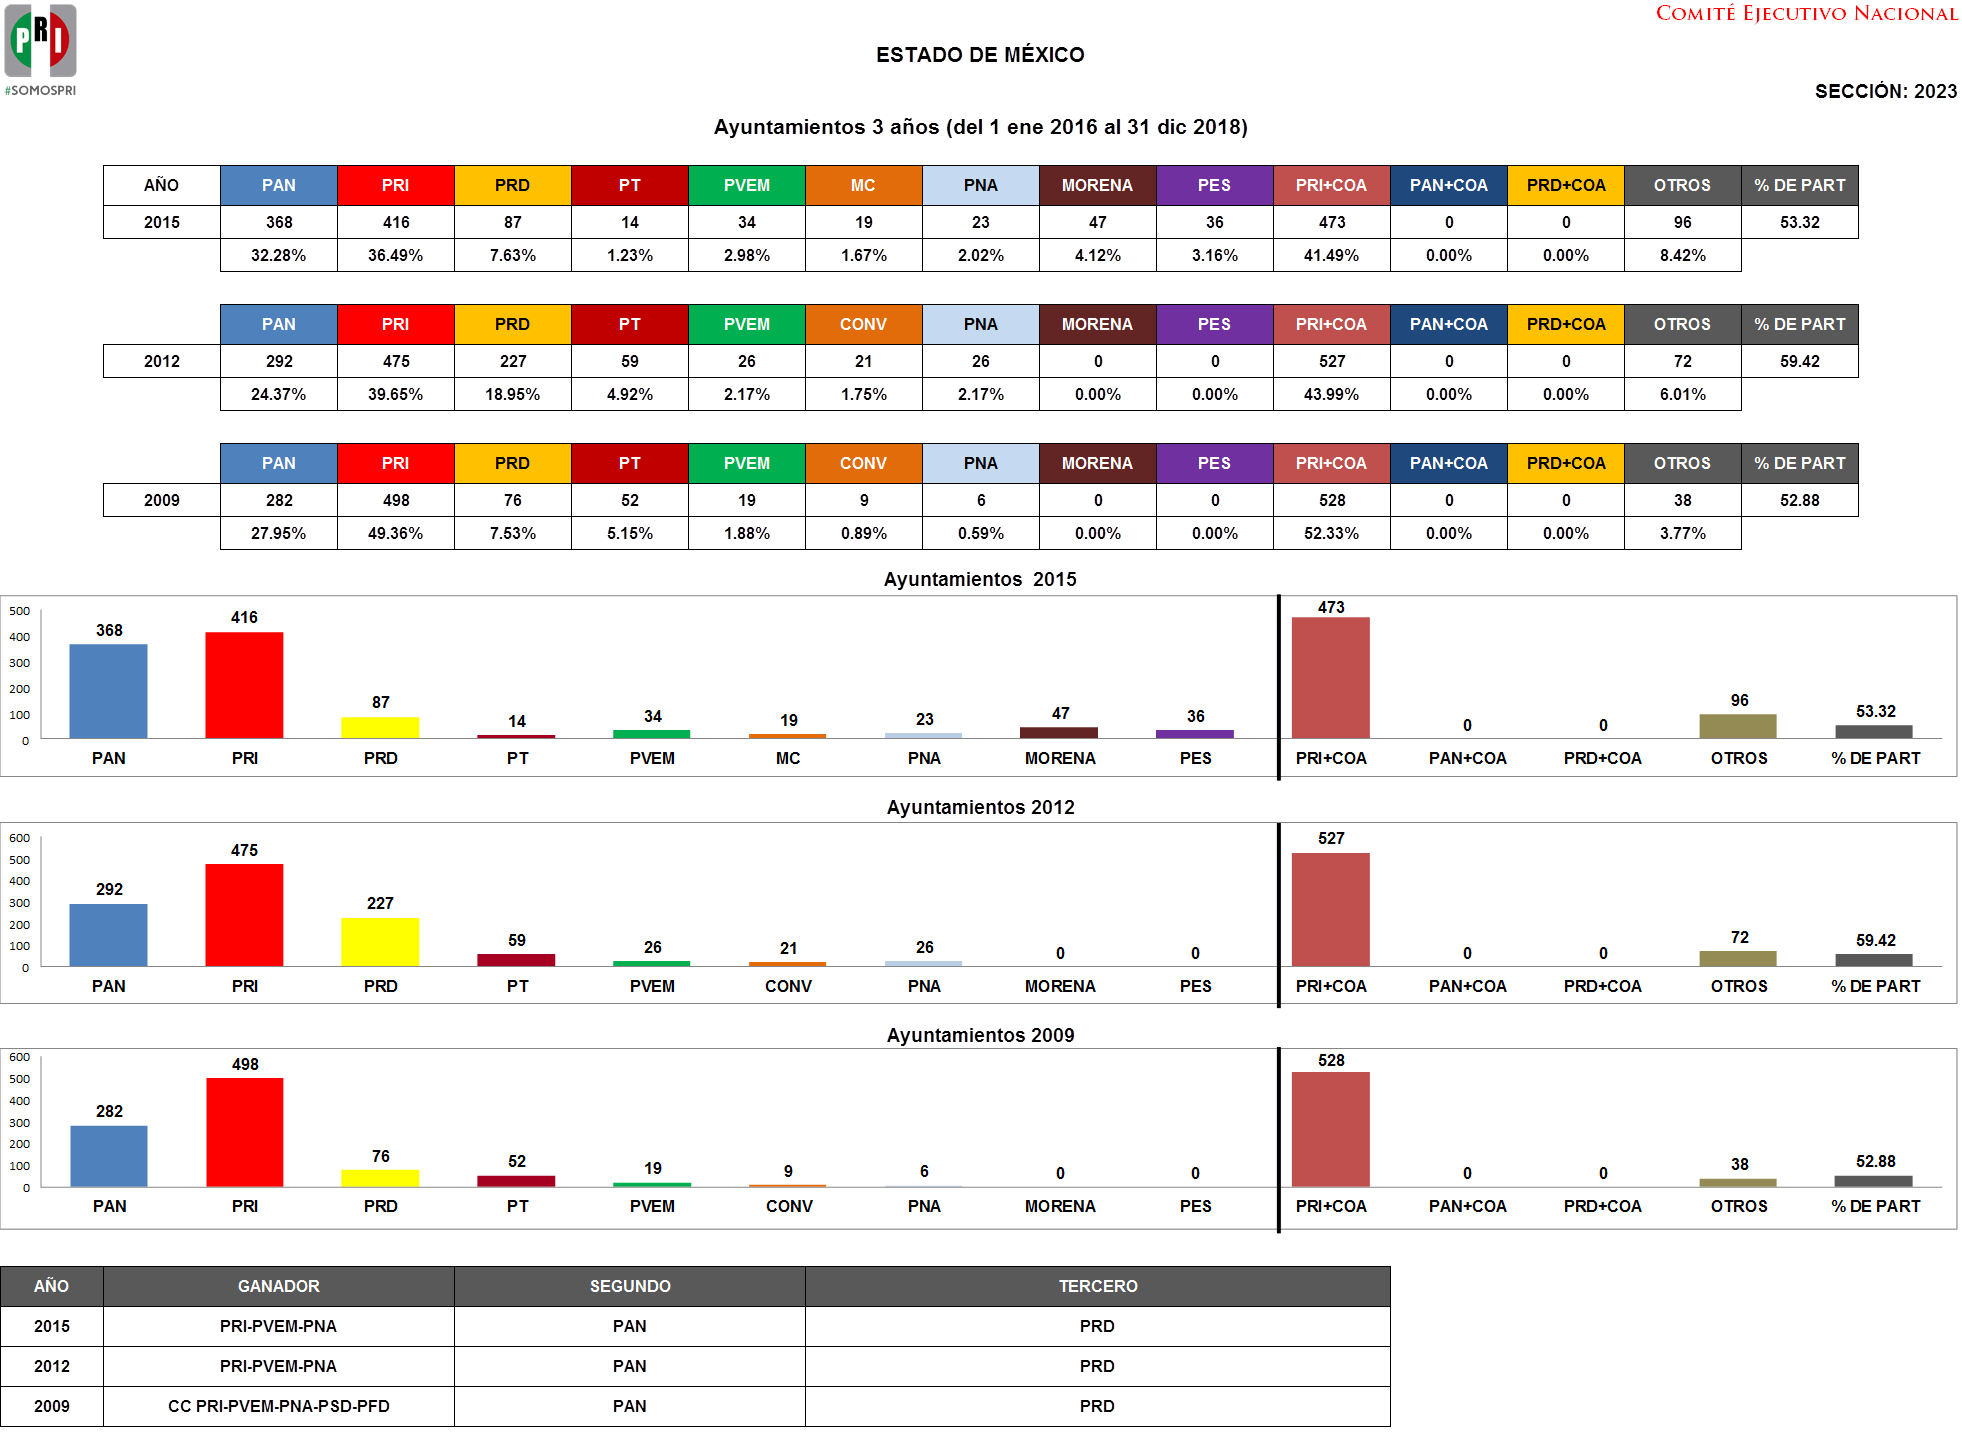 PRI
#SOMOSPRI
COMITÉ EJECUTIVO NACIONAL
ESTADO DE MÉXICO
SECCIÓN: 2023
Ayuntamientos 3 años (del 1 ene 2016 al 31 dic 2018)
AÑO PAN PRI PRD PT PVEM MC PNA MORENA PES PRI+COA PAN+COA PRD+COA OTROS % DE PART
2015 368 416 87 14 34 19 23 47 36 473 0 0 96 53.32
32.28% 36.49% 7.63% 1.23% 2.98% 1.67% 2.02% 4.12% 3.16% 41.49% 0.00% 0.00% 8.42%
PAN PRI PRD PT PVEM CONV PNA MORENA PES PRI+COA PAN+COA PRD+COA OTROS % DE PART
2012 292 475 227 59 26 21 26 0 0 527 0 0 72 59.42
24.37% 39.65% 18.95% 4.92% 2.17% 1.75% 2.17% 0.00% 0.00% 43.99% 0.00% 0.00% 6.01%
PAN PRI PRD PT PVEM CONV PNA MORENA PES PRI+COA PAN+COA PRD+COA OTROS % DE PART
2009 282 498 76 52 19 9 6 0 0 528 0 0 38 52.88
27.95% 49.36% 7.53% 5.15% 1.88% 0.89% 0.59% 0.00% 0.00% 52.33% 0.00% 0.00% 3.77%
Ayuntamientos 2015
500
400
300
200
100
0
368 416 87 14 34 19 23 47 36 473 0 0 96 53.32
PAN PRI PRD PT PVEM MC PNA MORENA PES PRI+COA PAN+COA PRD+COA OTROS % DE PART
Ayuntamientos 2012
600
500
400
300
200
100
0
292 475 227 59 26 21 26 0 0 527 0 0 72 59.42
PAN PRI PRD PT PVEM CONV PNA MORENA PES PRI+COA PAN+COA PRD+COA OTROS % DE PART
Ayuntamientos 2009
600
500
400
300
200
100
0
282 498 76 52 19 9 6 0 0 528 0 0 38 52.88
PAN PRI PRD PT PVEM CONV PNA MORENA PES PRI+COA PAN+COA PRD+COA OTROS % DE PART
AÑO GANADOR SEGUNDO TERCERO
2015 PRI-PVEM-PNA PAN PRD
2012 PRI-PVEM-PNA PAN PRD
2009 CC PRI-PVEM-PNA-PSD-PFD PAN PRD